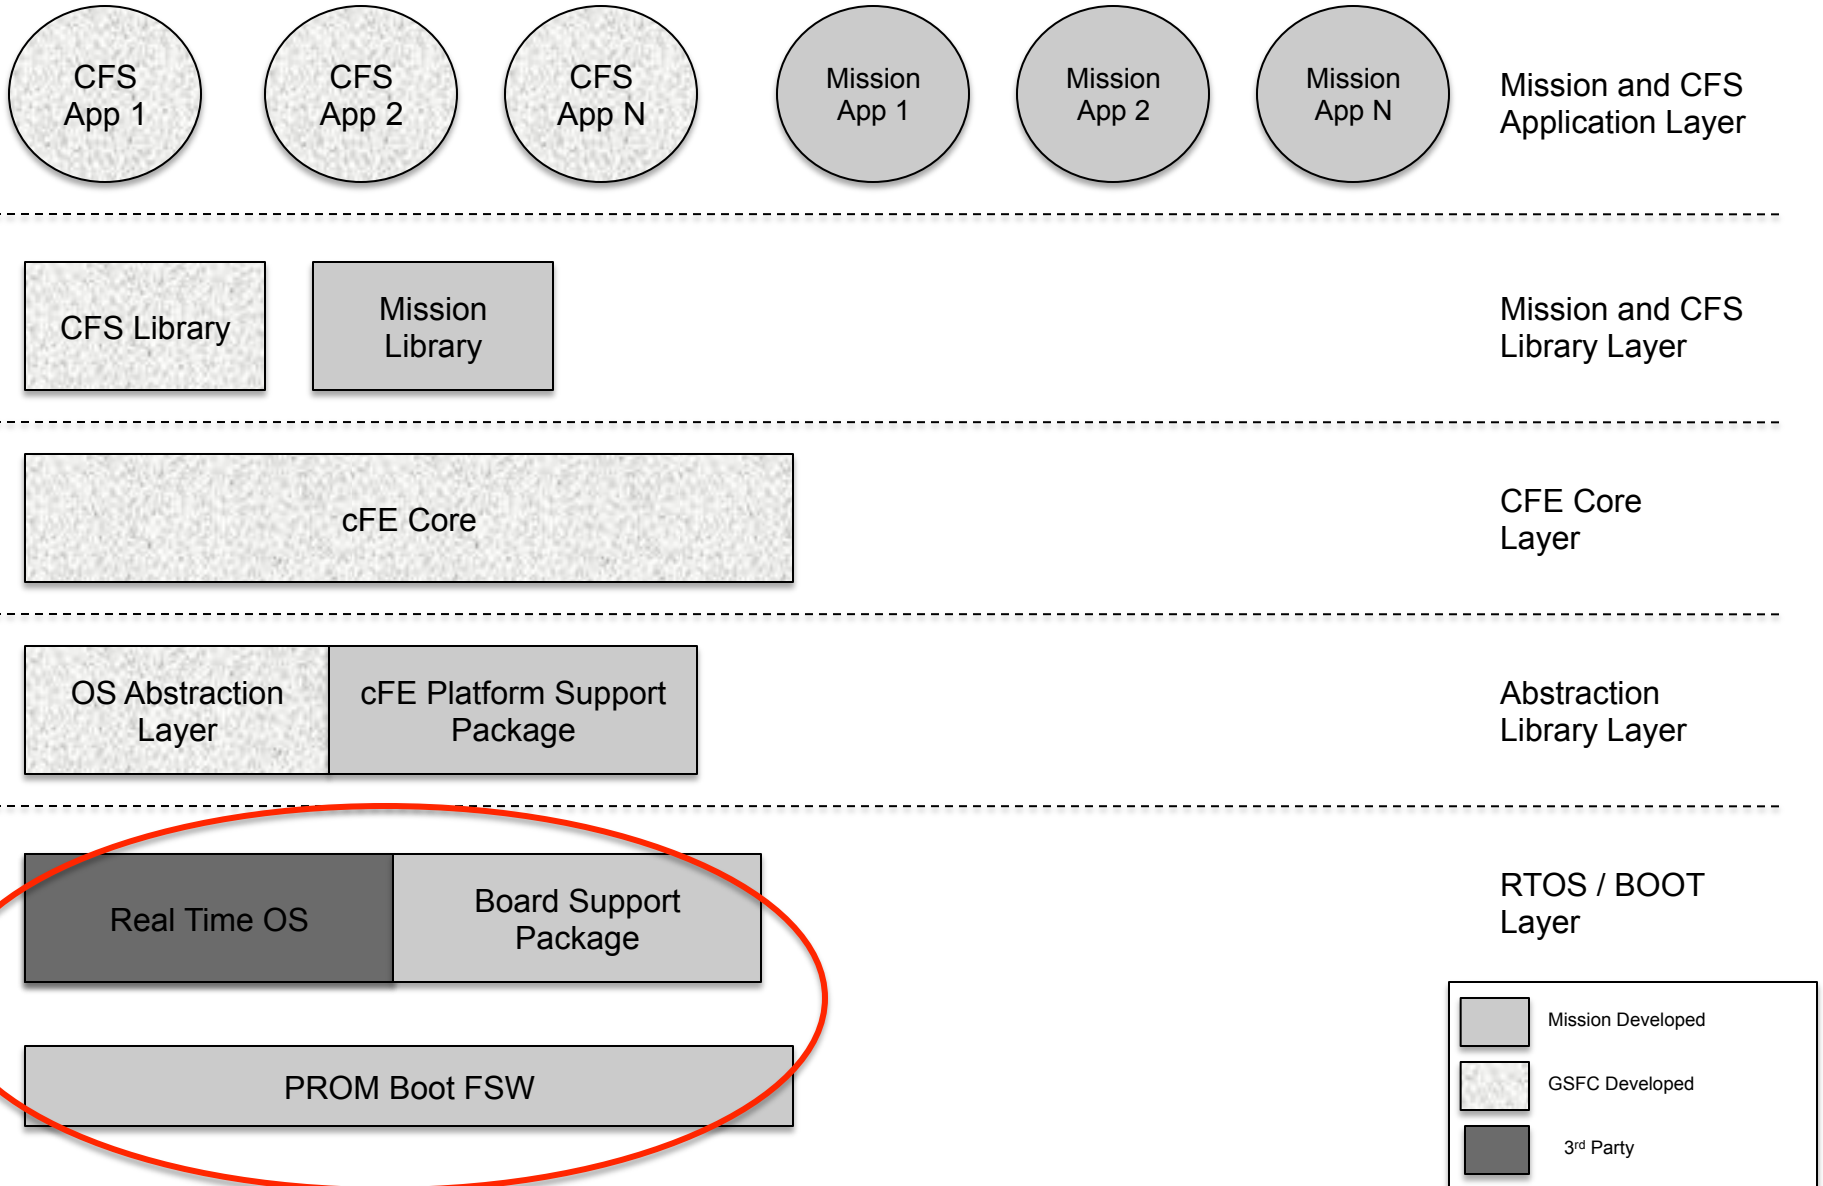 CFS
App 1
CFS
App 2
CFS
App N
Mission
App 1
Mission
App 2
Mission
App N
Mission and CFS
Application Layer
CFS Library
Mission
Library
Mission and CFS
Library Layer
cFE Core
CFE Core
Layer
OS Abstraction
Layer
cFE Platform Support
Package
Abstraction
Library Layer
Real Time OS
Board Support
Package
RTOS / BOOT
Layer
PROM Boot FSW
Mission Developed
GSFC Developed
3rd Party